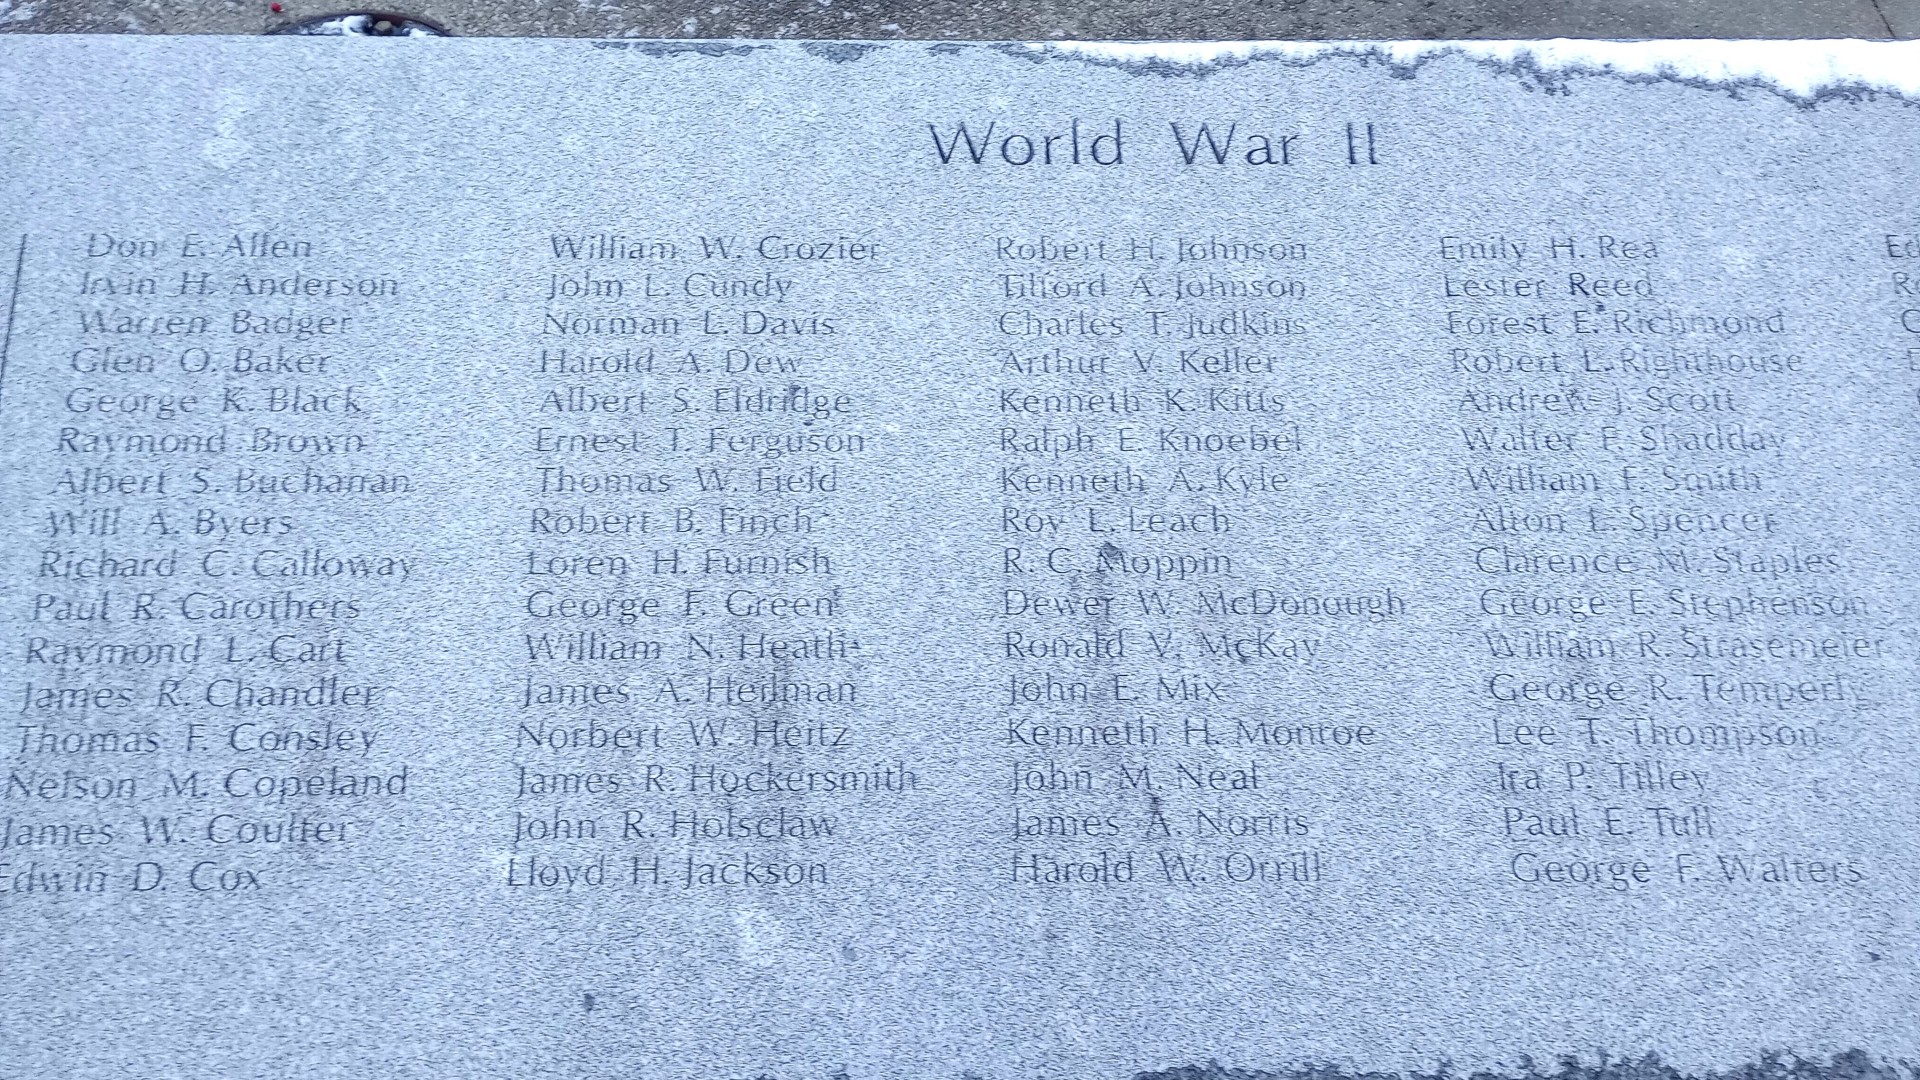 World War II
Don E. Allen
Irvin H. Anderson
Warren Badger
Glen O. Baker
George K. Black
Raymond Brown
Albert S. Buchanan
Will A. Byers
Richard C. Calloway
Paul R. Carothers
Raymond L. Cart
James R. Chandler
Thomas F. Consley
Nelson M. Copeland
James W. Coulter
Edwin D. Cox
William W. Crozier
John L. Cundy
Norman L. Davis
Harold A. Dew
Albert S. Eldridge
Ernest T. Ferguson
Thomas W. Field
Robert B. Finch
Loren H. Furnish
George F. Green
William N. Heath
James A. Heilman
Norbert W. Heitz
James R. Hockersmith
John R. Holsclaw
Lloyd H. Jackson
Robert H. Johnson
Tilford A. Johnson
Charles T. Judkins
Arthur V. Keller
Kenneth K. Kitts
Ralph E. Knoebel
Kenneth A. Kyle
Roy L. Leach
R. C. Moppin
Dewey W. McDonough
Ronald V. McKay
John E. Mix
Kenneth H. Monroe
John M. Neal
James A. Norris
Harold W. Orrill
Emily H. Rea
Lester Reed
Forest E. Richmond
Robert L. Righthouse
Andrew J. Scott
Walter F. Shadday
William F. Smith
Alton L. Spencer
Clarence M. Staples
George E. Stephenson
William R. Strasemeier
George R. Temperly
Lee T. Thompson
Ira P. Tilley
Paul E. Tull
George F. Walters